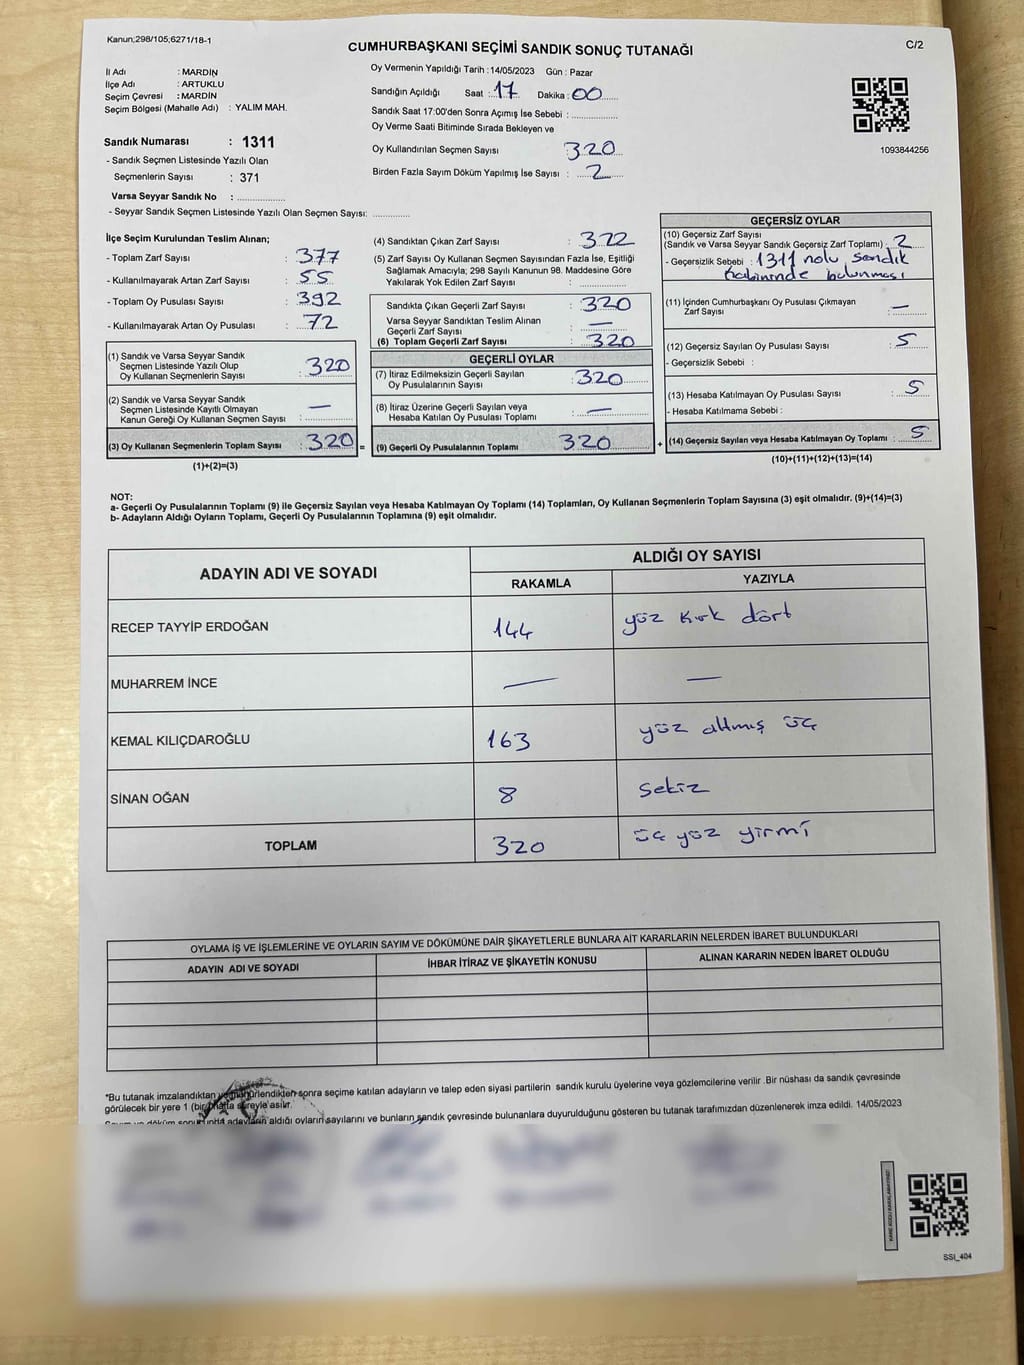 Kanun;298/105;6271/18-1
CUMHURBAŞKANI SEÇİMİ SANDIK SONUÇ TUTANAĞI
C/2
İl Adı : MARDİN
İlçe Adı : ARTUKLU
Seçim Çevresi : MARDİN
Seçim Bölgesi (Mahalle Adı) : YALIM MAH.
Sandık Numarası : 1311
- Sandık Seçmen Listesinde Yazılı Olan
Seçmenlerin Sayısı : 371
Varsa Seyyar Sandık No : ................
- Seyyar Sandık Seçmen Listesinde Yazılı Olan Seçmen Sayısı: ............
Oy Vermenin Yapıldığı Tarih : 14/05/2023 Gün : Pazar
Sandığın Açıldığı Saat : 17 Dakika : 00
Sandık Saat 17:00'den Sonra Açımış İse Sebebi : ................
Oy Verme Saati Bitiminde Sırada Bekleyen ve
Oy Kullandırılan Seçmen Sayısı 320
Birden Fazla Sayım Döküm Yapılmış İse Sayısı : 2
1093844256
İlçe Seçim Kurulundan Teslim Alınan;
- Toplam Zarf Sayısı : 377
- Kullanılmayarak Artan Zarf Sayısı : 55
- Toplam Oy Pusulası Sayısı : 392
- Kullanılmayarak Artan Oy Pusulası : 72
(1) Sandık ve Varsa Seyyar Sandık
Seçmen Listesinde Yazılı Olup
Oy Kullanan Seçmenlerin Sayısı : 320
(2) Sandık ve Varsa Seyyar Sandık
Seçmen Listesinde Kayıtlı Olmayan
Kanun Gereği Oy Kullanan Seçmen Sayısı : —
(3) Oy Kullanan Seçmenlerin Toplam Sayısı : 320 =
(1)+(2)=(3)
(4) Sandıktan Çıkan Zarf Sayısı : 322
(5) Zarf Sayısı Oy Kullanan Seçmen Sayısından Fazla İse, Eşitliği
Sağlamak Amacıyla; 298 Sayılı Kanunun 98. Maddesine Göre
Yakılarak Yok Edilen Zarf Sayısı : ............
Sandıkta Çıkan Geçerli Zarf Sayısı : 320
Varsa Seyyar Sandıktan Teslim Alınan
Geçerli Zarf Sayısı : —
(6) Toplam Geçerli Zarf Sayısı : 320
GEÇERLİ OYLAR
(7) İtiraz Edilmeksizin Geçerli Sayılan
Oy Pusulalarının Sayısı : 320
(8) İtiraz Üzerine Geçerli Sayılan veya
Hesaba Katılan Oy Pusulası Toplamı : —
(9) Geçerli Oy Pusulalarının Toplamı 320 +
GEÇERSİZ OYLAR
(10) Geçersiz Zarf Sayısı
(Sandık ve Varsa Seyyar Sandık Geçersiz Zarf Toplamı) : 2
- Geçersizlik Sebebi : 1311 nolu sandık
kabininde bulunması
(11) İçinden Cumhurbaşkanı Oy Pusulası Çıkmayan
Zarf Sayısı : —
(12) Geçersiz Sayılan Oy Pusulası Sayısı : 5
- Geçersizlik Sebebi :
(13) Hesaba Katılmayan Oy Pusulası Sayısı : 5
- Hesaba Katılmama Sebebi :
(14) Geçersiz Sayılan veya Hesaba Katılmayan Oy Toplamı : 5
(10)+(11)+(12)+(13)=(14)
NOT:
a- Geçerli Oy Pusulalarının Toplamı (9) ile Geçersiz Sayılan veya Hesaba Katılmayan Oy Toplamı (14) Toplamları, Oy Kullanan Seçmenlerin Toplam Sayısına (3) eşit olmalıdır. (9)+(14)=(3)
b- Adayların Aldığı Oyların Toplamı, Geçerli Oy Pusulalarının Toplamına (9) eşit olmalıdır.
ADAYIN ADI VE SOYADI ALDIĞI OY SAYISI
RAKAMLA YAZIYLA
RECEP TAYYİP ERDOĞAN 144 yüz kırk dört
MUHARREM İNCE — —
KEMAL KILIÇDAROĞLU 163 yüz altmış üç
SİNAN OĞAN 8 sekiz
TOPLAM 320 üç yüz yirmi
OYLAMA İŞ VE İŞLEMLERİNE VE OYLARIN SAYIM VE DÖKÜMÜNE DAİR ŞİKAYETLERLE BUNLARA AİT KARARLARIN NELERDEN İBARET BULUNDUKLARI
ADAYIN ADI VE SOYADI İHBAR İTİRAZ VE ŞİKAYETİN KONUSU ALINAN KARARIN NEDEN İBARET OLDUĞU
*Bu tutanak imzalandıktan ve mühürlendikten sonra seçime katılan adayların ve talep eden siyasi partilerin sandık kurulu üyelerine veya gözlemcilerine verilir .Bir nüshası da sandık çevresinde
görülecek bir yere 1 (bir) hafta süreyle asılır.
Sayım ve döküm sonucunda adayların aldığı oyların sayılarını ve bunların sandık çevresinde bulunanlara duyurulduğunu gösteren bu tutanak tarafımızdan düzenlenerek imza edildi. 14/05/2023
SSI_404